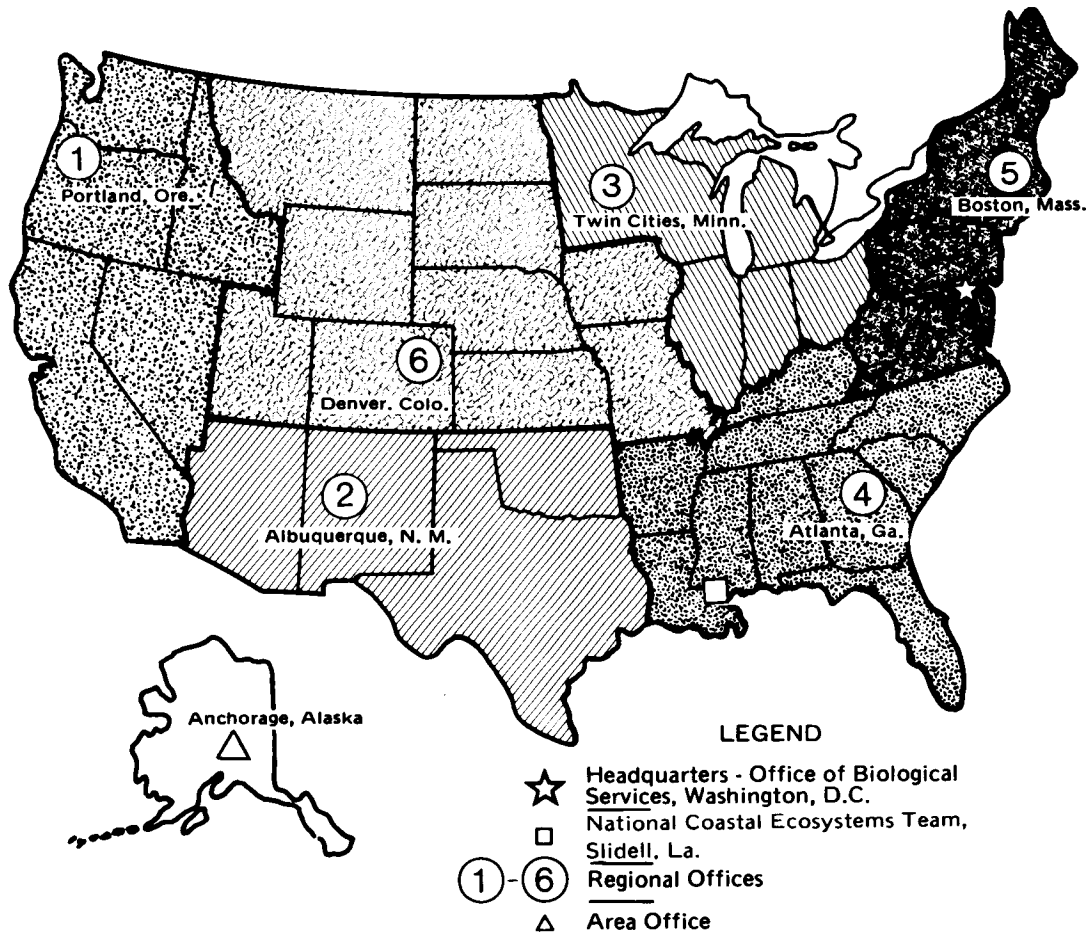 1
Portland, Ore.
3
Twin Cities, Minn.
5
Boston, Mass.
6
Denver. Colo.
2
Albuquerque, N. M.
4
Atlanta, Ga.
Anchorage, Alaska
LEGEND
Headquarters - Office of Biological
Services, Washington, D.C.
National Coastal Ecosystems Team,
Slidell, La.
1 - 6 Regional Offices
Area Office